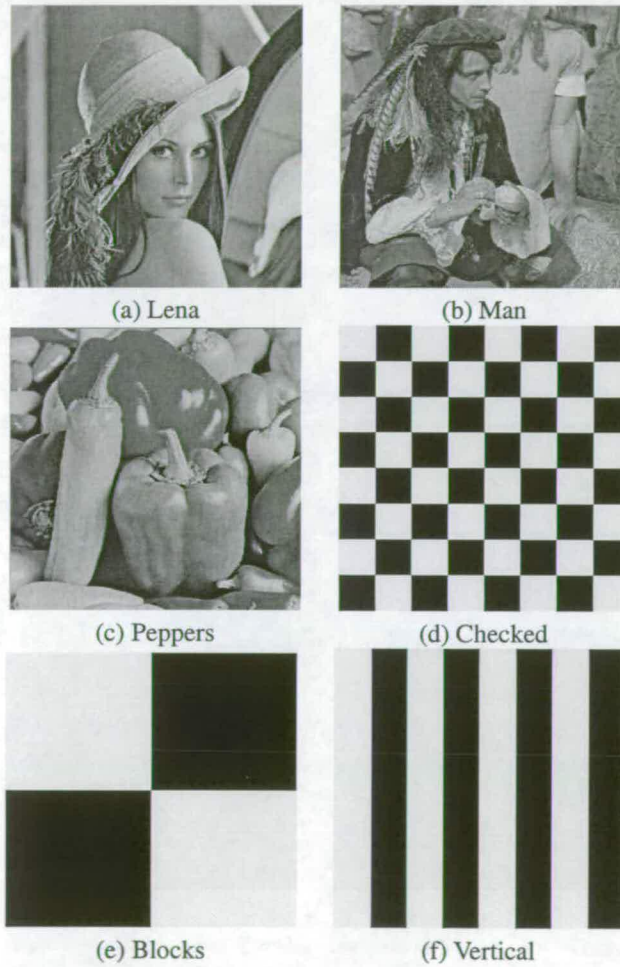 (a) Lena
(b) Man
(c) Peppers
(d) Checked
(e) Blocks
(f) Vertical